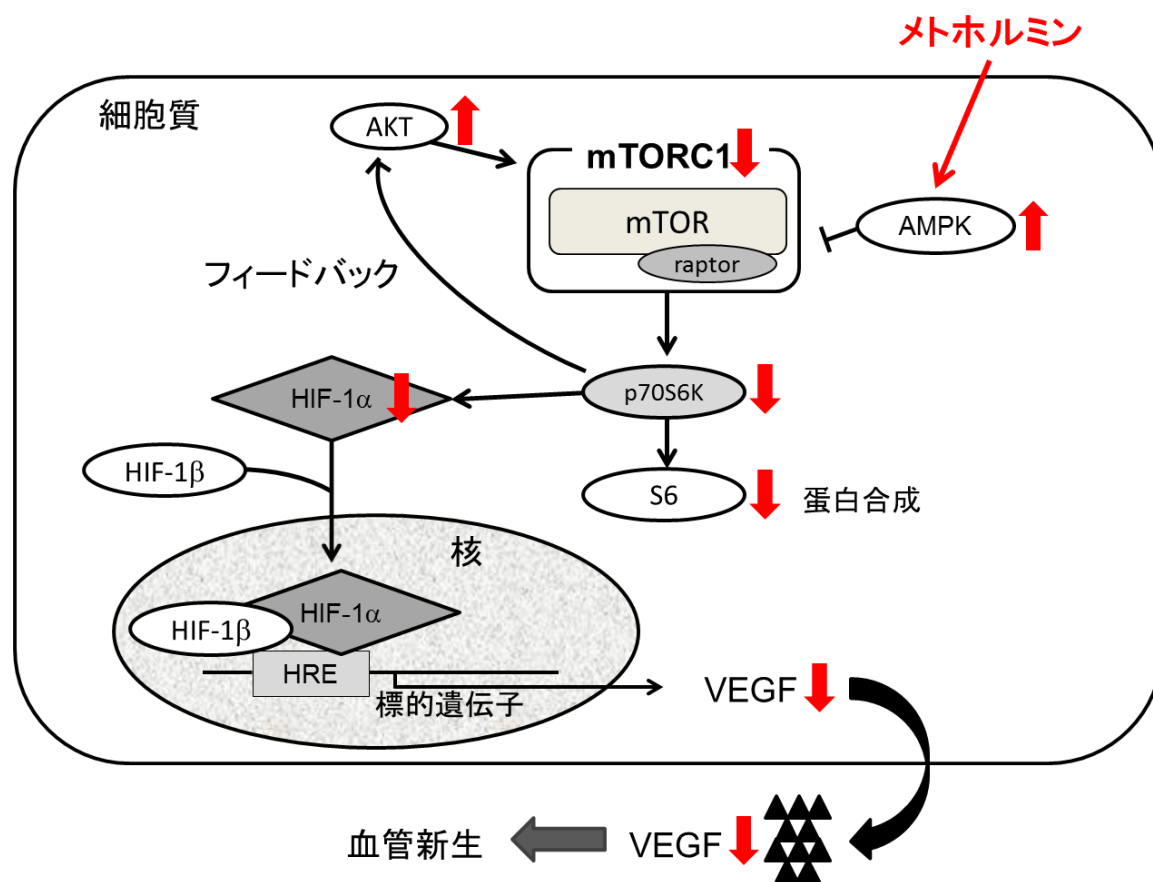 メトホルミン
細胞質
AKT
mTORC1
mTOR
raptor
AMPK
フィードバック
HIF-1α
p70S6K
HIF-1β
S6
蛋白合成
核
HIF-1α
HIF-1β
HRE
標的遺伝子
VEGF
血管新生
VEGF